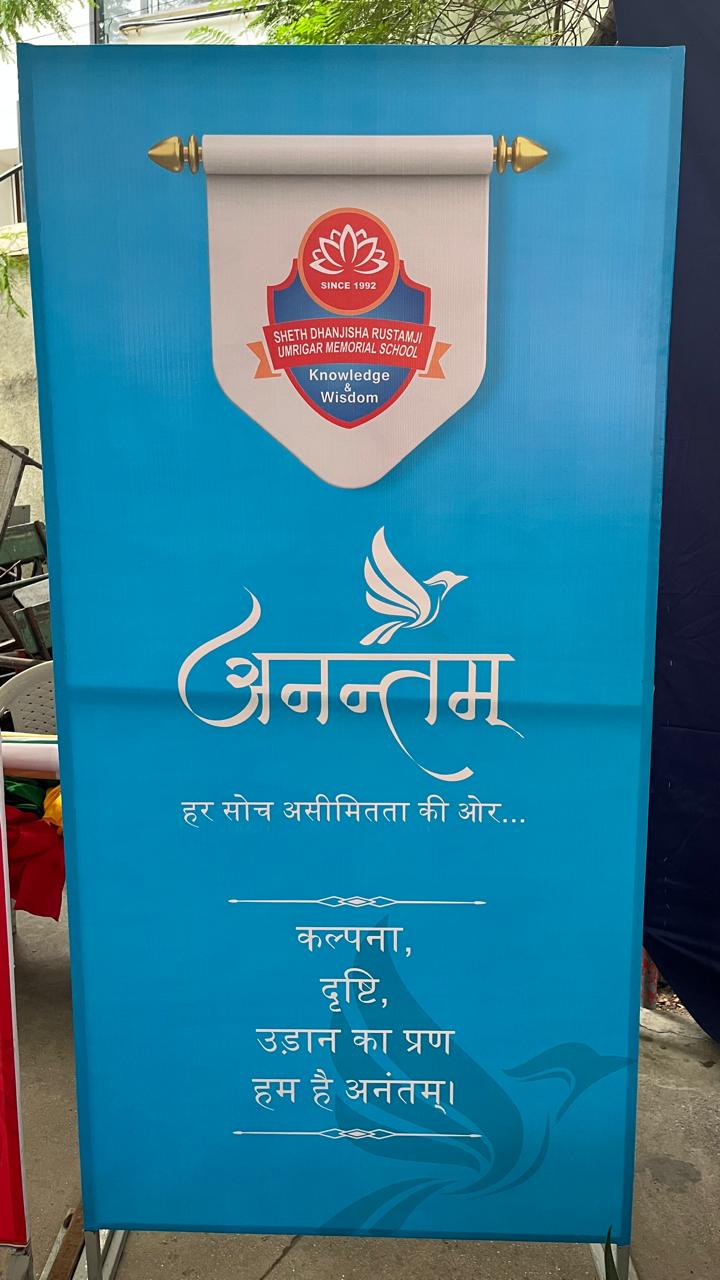 SINCE 1992
SHETH DHANJISHA RUSTAMJI
UMRIGAR MEMORIAL SCHOOL
Knowledge
&
Wisdom
अनन्तम्
हर सोच असीमितता की ओर...
कल्पना,
दृष्टि,
उड़ान का प्रण
हम है अनंतम्।